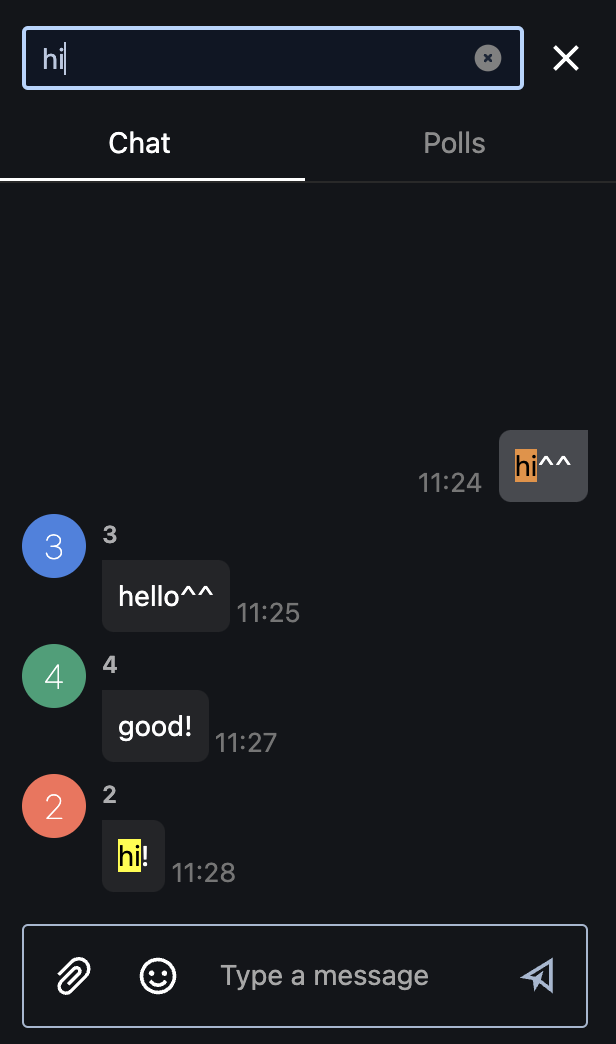 hi
Chat Polls
hi^^
11:24
3
3
hello^^
11:25
4
4
good!
11:27
2
2
hi!
11:28
Type a message